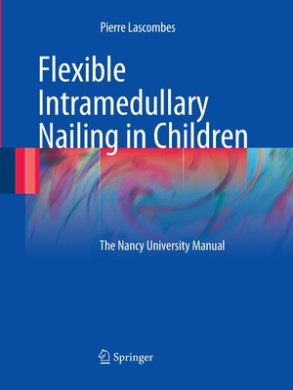 Pierre Lascombes
Flexible
Intramedullary
Nailing in Children
The Nancy University Manual
Springer